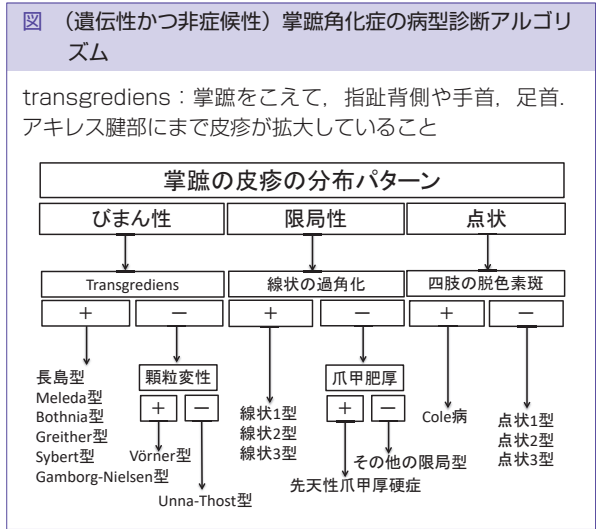 図　（遺伝性かつ非症候性）掌蹠角化症の病型診断アルゴリ
ズム
transgrediens：掌蹠をこえて，指趾背側や手首，足首．
アキレス腱部にまで皮疹が拡大していること
掌蹠の皮疹の分布パターン
びまん性　限局性　点状
Transgrediens　線状の過角化　四肢の脱色素斑
＋　－　＋　－　＋　－
長島型
Meleda型
Bothnia型
Greither型
Sybert型
Gamborg-Nielsen型
顆粒変性
＋　－
Vörner型
Unna-Thost型
線状1型
線状2型
線状3型
爪甲肥厚
＋　－
その他の限局型
先天性爪甲厚硬症
Cole病
点状1型
点状2型
点状3型